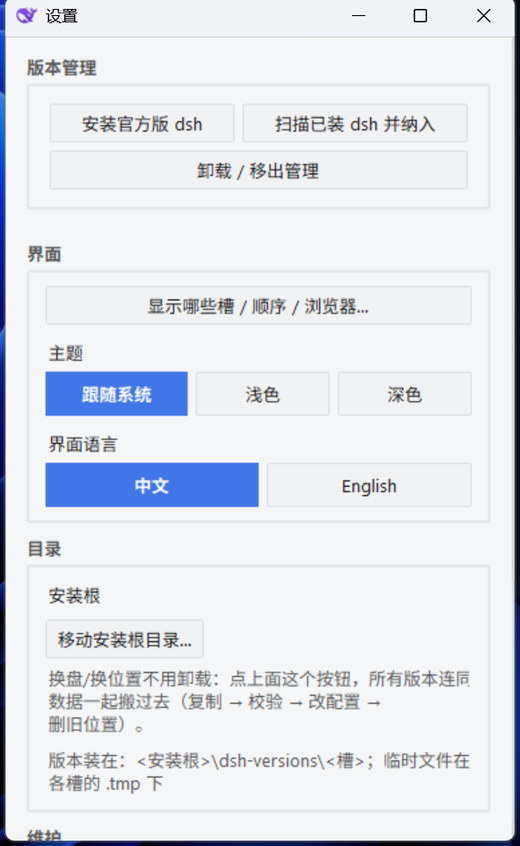 设置
版本管理
安装官方版 dsh
扫描已装 dsh 并纳入
卸载 / 移出管理
界面
显示哪些槽 / 顺序 / 浏览器...
主题
跟随系统
浅色
深色
界面语言
中文
English
目录
安装根
移动安装根目录...
换盘/换位置不用卸载：点上面这个按钮，所有版本连同
数据一起搬过去（复制 → 校验 → 改配置 →
删旧位置）。
版本装在：<安装根>\dsh-versions\<槽>；临时文件在
各槽的 .tmp 下
维护